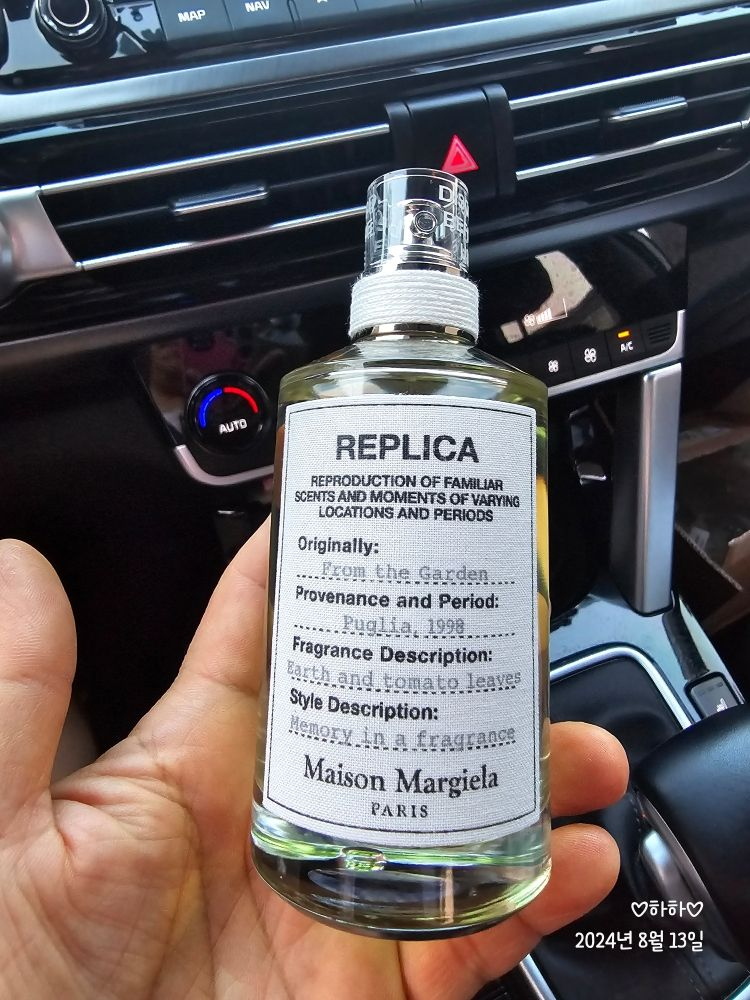 MAP
NAV
A/C
AUTO
REPLICA
REPRODUCTION OF FAMILIAR
SCENTS AND MOMENTS OF VARYING
LOCATIONS AND PERIODS
Originally:
From the Garden
Provenance and Period:
Puglia, 1998
Fragrance Description:
Earth and tomato leaves
Style Description:
Memory in a fragrance
Maison Margiela
PARIS
♡하하♡
2024년 8월 13일